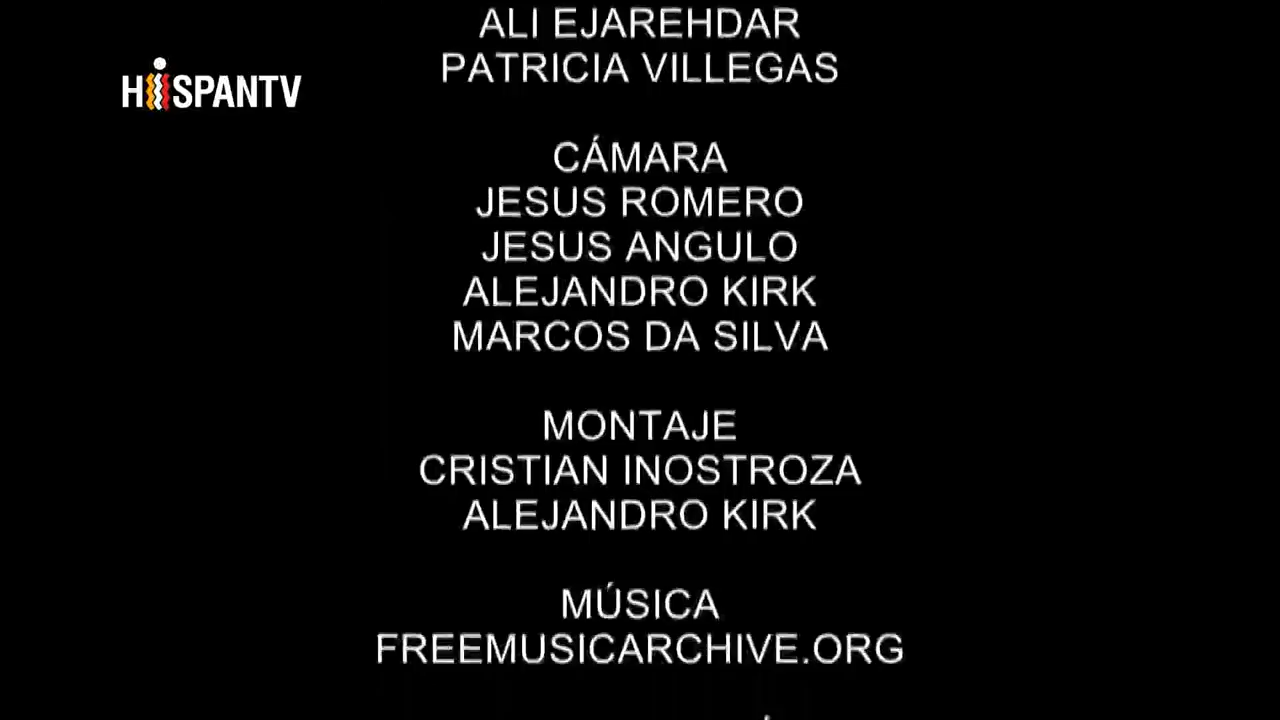 ALI EJAREHDAR
PATRICIA VILLEGAS
HISPANTV
CÁMARA
JESUS ROMERO
JESUS ANGULO
ALEJANDRO KIRK
MARCOS DA SILVA
MONTAJE
CRISTIAN INOSTROZA
ALEJANDRO KIRK
MÚSICA
FREEMUSICARCHIVE.ORG